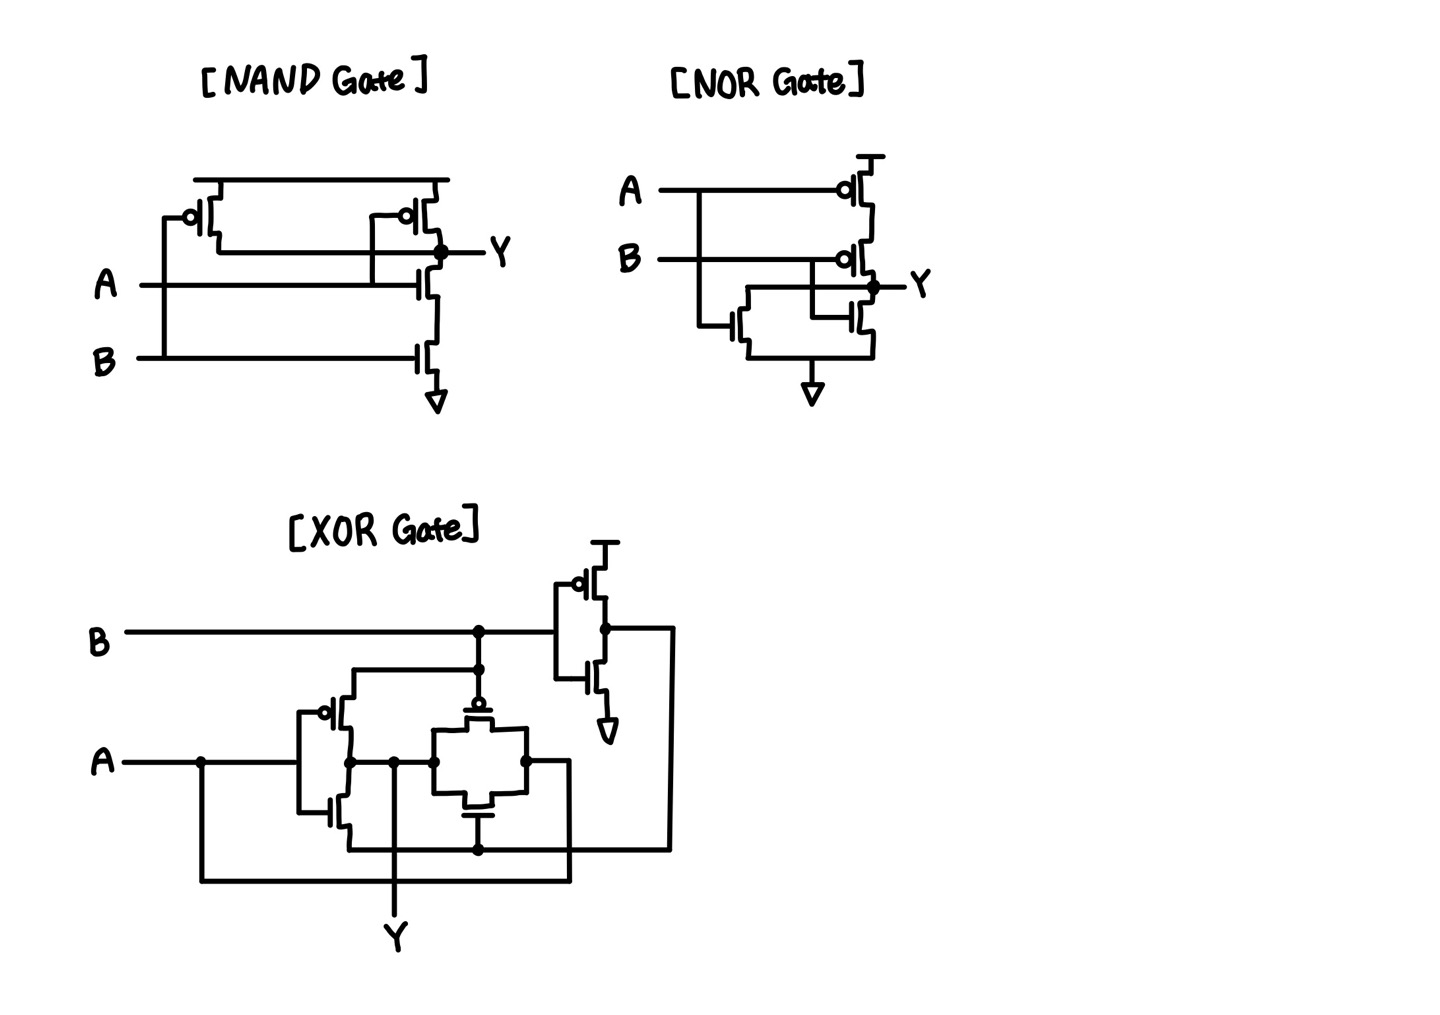 [NAND Gate]
[NOR Gate]
A
B
Y
A
B
Y
[XOR Gate]
B
A
Y